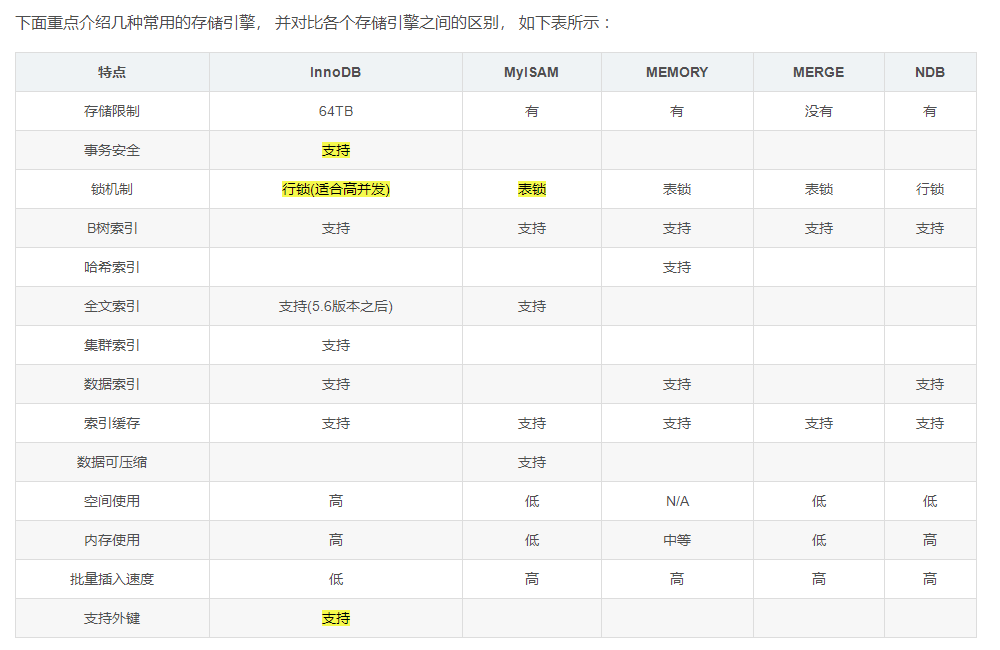 下面重点介绍几种常用的存储引擎， 并对比各个存储引擎之间的区别， 如下表所示 ：
特点 InnoDB MyISAM MEMORY MERGE NDB
存储限制 64TB 有 有 没有 有
事务安全 支持
锁机制 行锁(适合高并发) 表锁 表锁 表锁 行锁
B树索引 支持 支持 支持 支持 支持
哈希索引 支持
全文索引 支持(5.6版本之后) 支持
集群索引 支持
数据索引 支持 支持 支持
索引缓存 支持 支持 支持 支持 支持
数据可压缩 支持
空间使用 高 低 N/A 低 低
内存使用 高 低 中等 低 高
批量插入速度 低 高 高 高 高
支持外键 支持